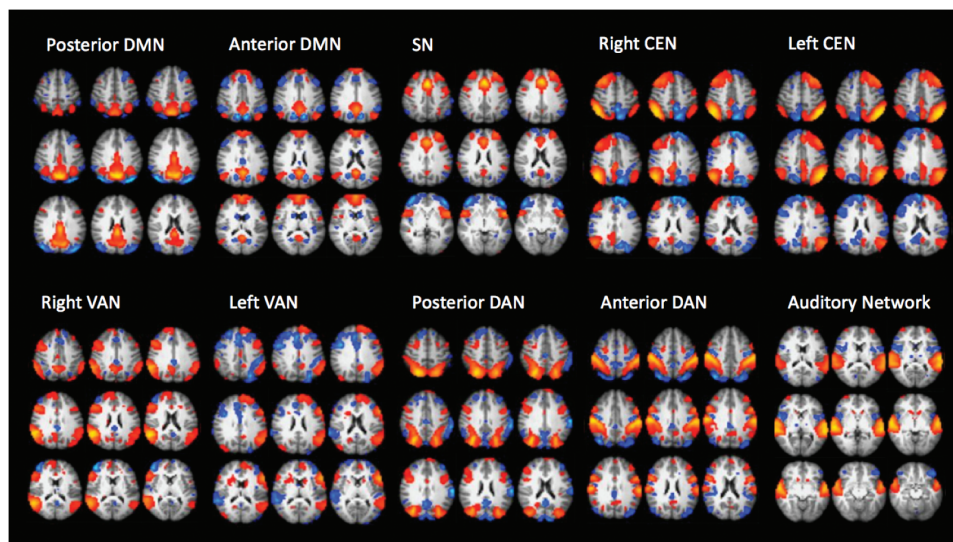 Posterior DMN
Anterior DMN
SN
Right CEN
Left CEN
Right VAN
Left VAN
Posterior DAN
Anterior DAN
Auditory Network